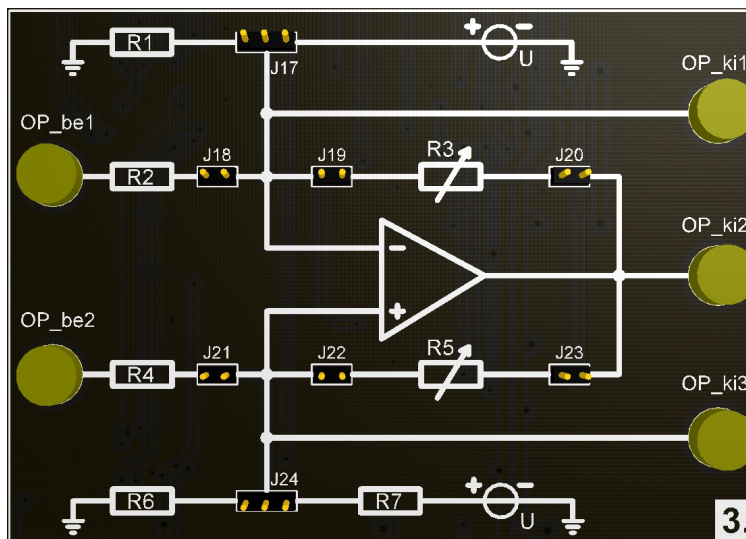 R1
J17
+ -
U
OP_ki1
OP_be1
R2
J18
J19
R3
J20
-
+
OP_ki2
OP_be2
R4
J21
J22
R5
J23
OP_ki3
R6
J24
R7
+ -
U
3.